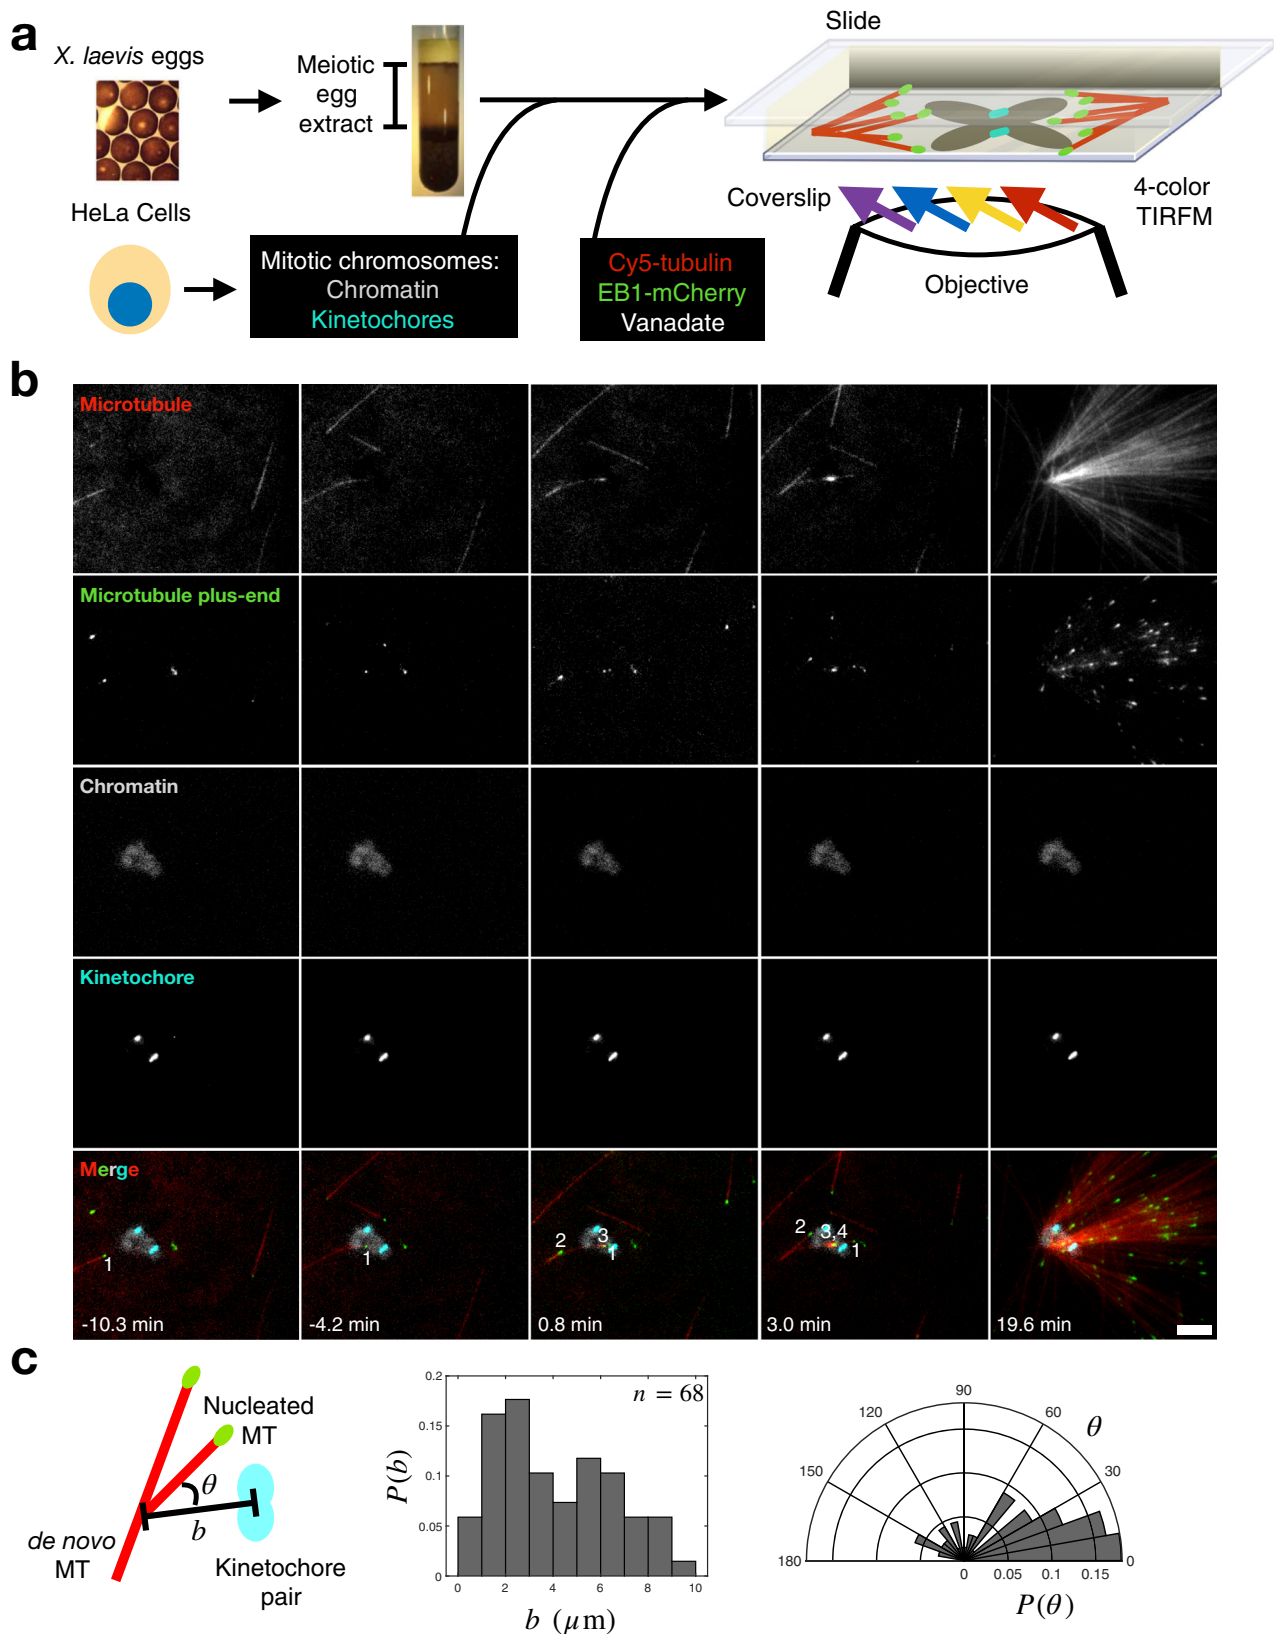 a
X. laevis eggs
Meiotic
egg
extract
Slide
HeLa Cells
Mitotic chromosomes:
Chromatin
Kinetochores
Cy5-tubulin
EB1-mCherry
Vanadate
Coverslip
4-color
TIRFM
Objective
b
Microtubule
Microtubule plus-end
Chromatin
Kinetochore
Merge
1
-10.3 min
1
-4.2 min
2
3
1
0.8 min
2
3,4
1
3.0 min
19.6 min
c
Nucleated
MT
θ
b
de novo
MT
Kinetochore
pair
n = 68
0.2
0.15
0.1
0.05
0
P(b)
0 2 4 6 8 10
b (μm)
90
120 60
150 30
180 0
θ
0 0.05 0.1 0.15
P(θ)